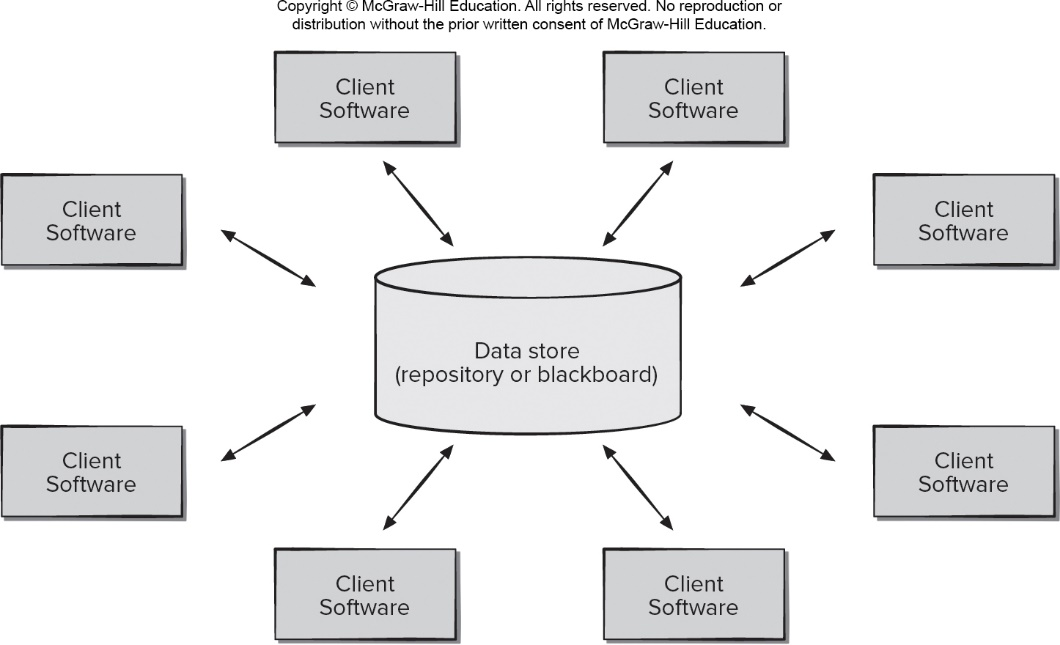 Copyright © McGraw-Hill Education. All rights reserved. No reproduction or
distribution without the prior written consent of McGraw-Hill Education.
Client
Software
Client
Software
Client
Software
Client
Software
Data store
(repository or blackboard)
Client
Software
Client
Software
Client
Software
Client
Software